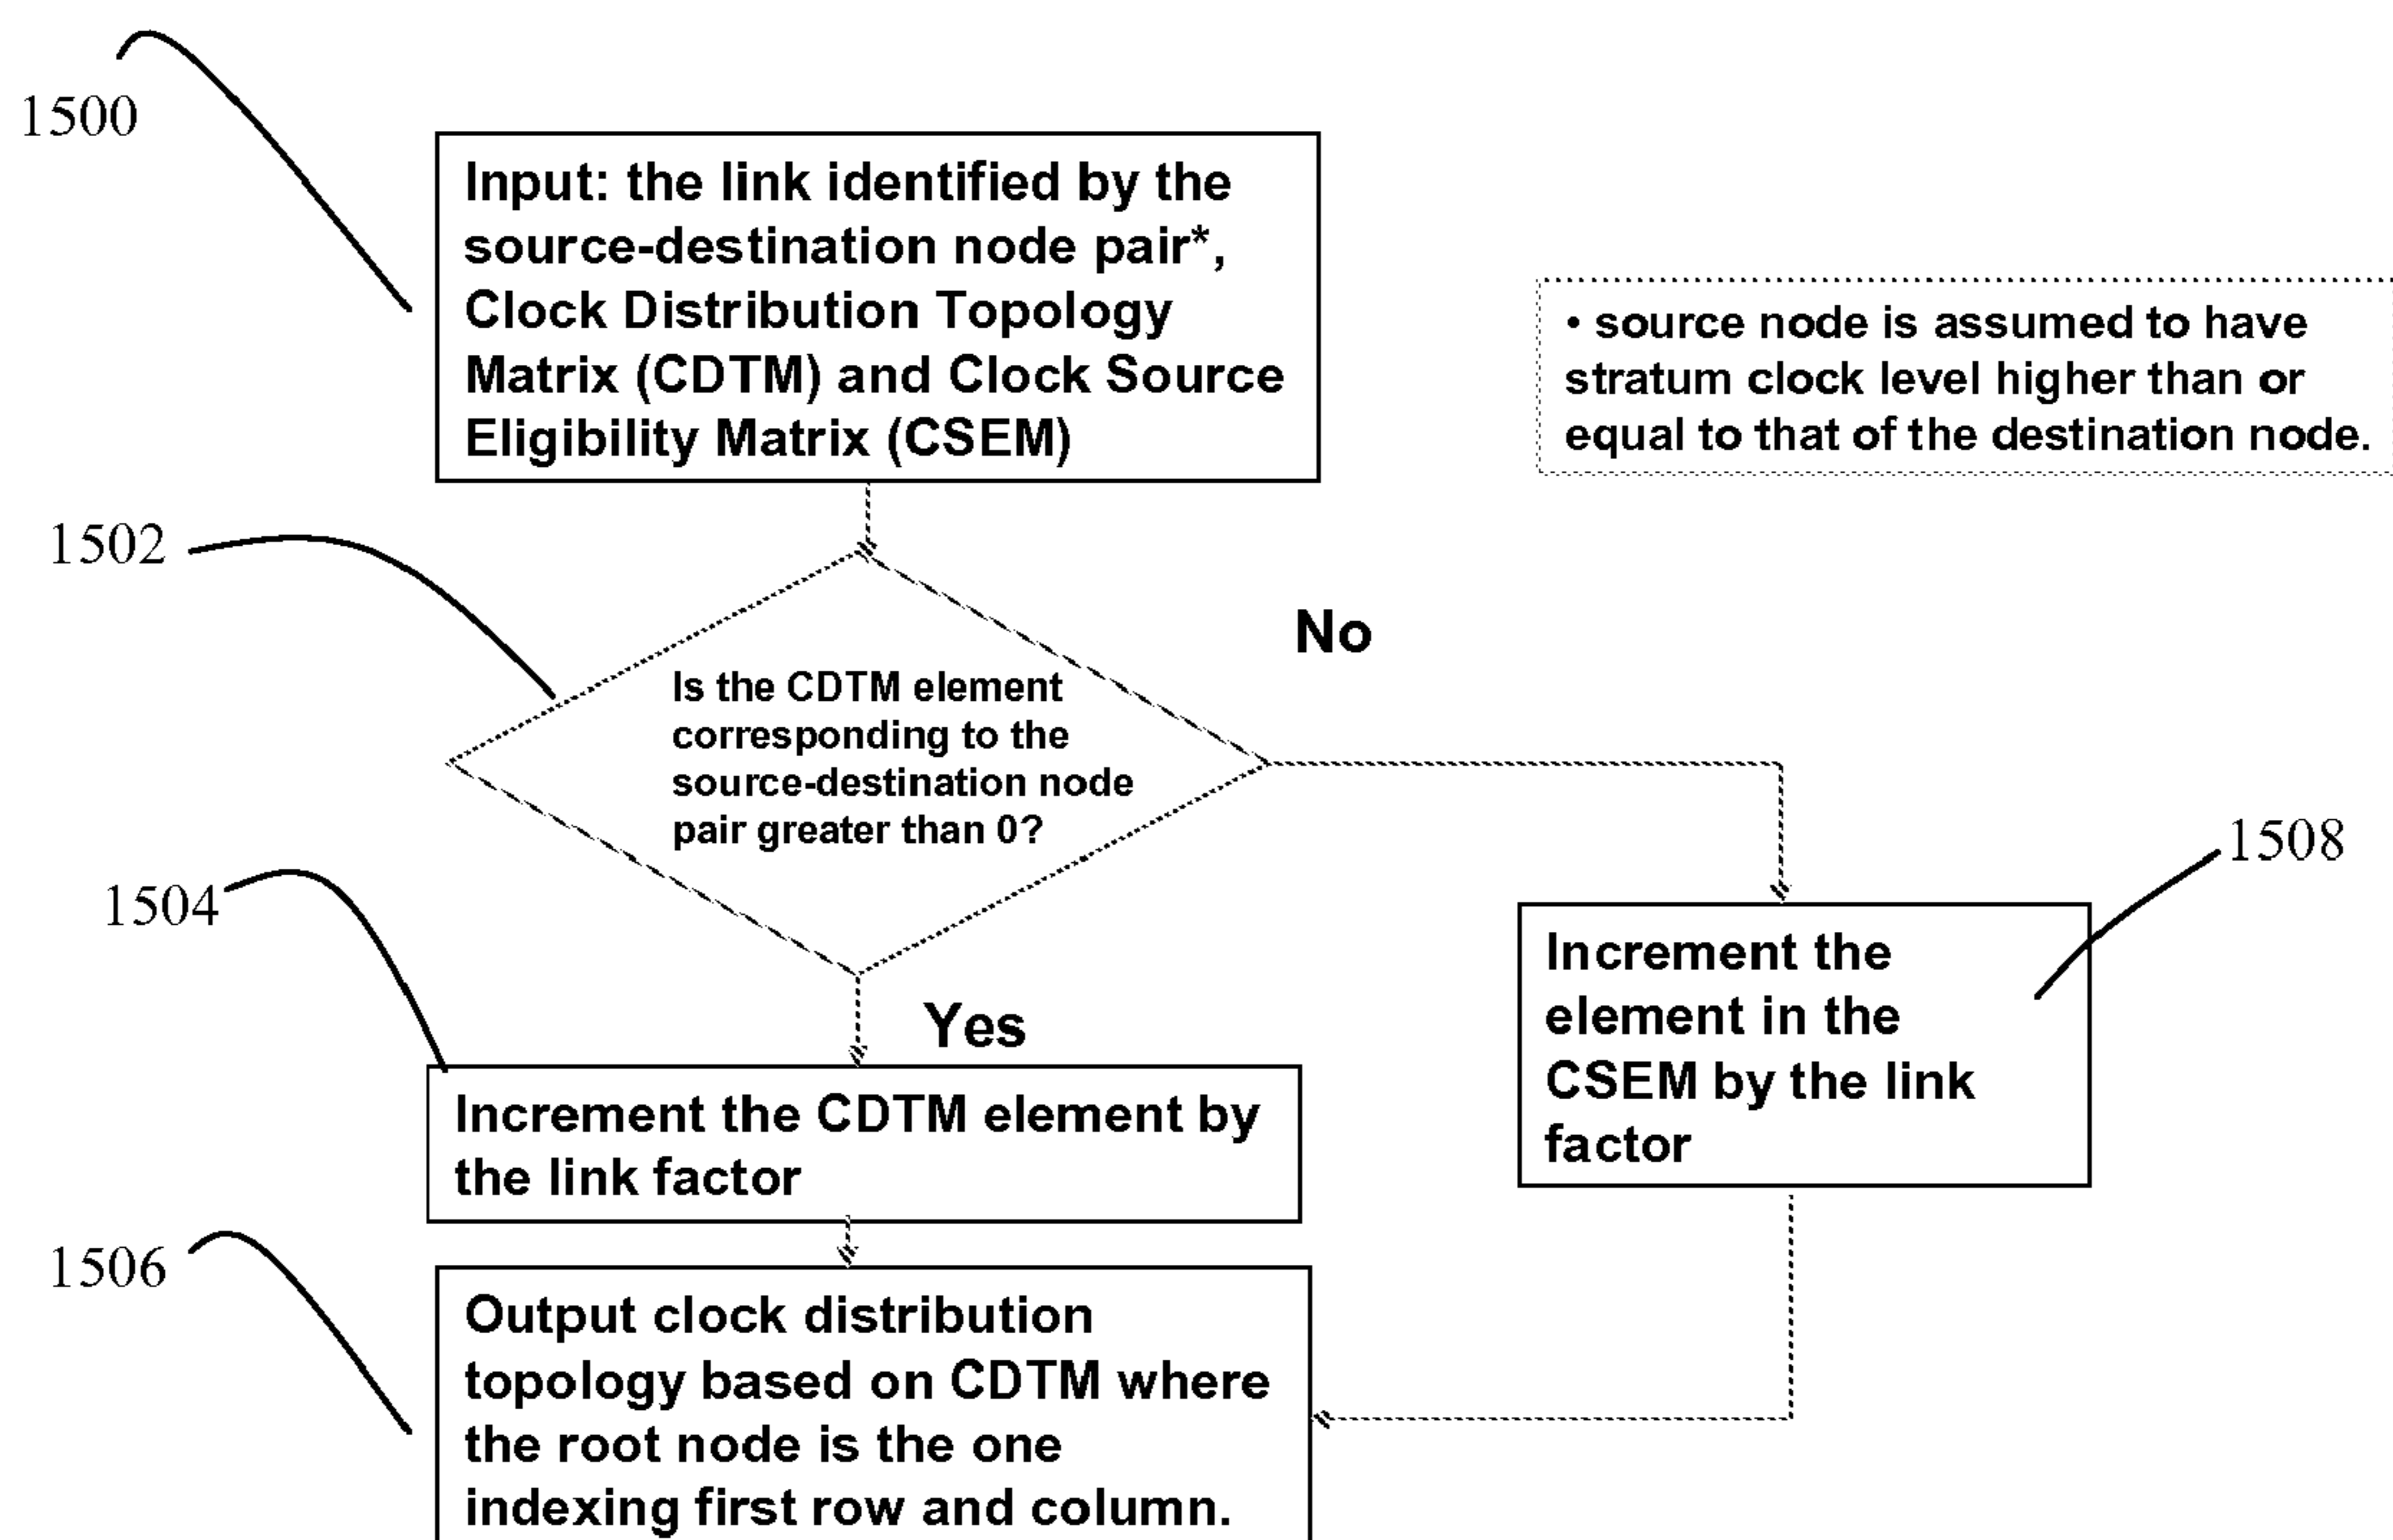 1500
Input: the link identified by the
source-destination node pair*,
Clock Distribution Topology
Matrix (CDTM) and Clock Source
Eligibility Matrix (CSEM)
• source node is assumed to have
stratum clock level higher than or
equal to that of the destination node.
1502
No
Is the CDTM element
corresponding to the
source-destination node
pair greater than 0?
1508
1504
Increment the
element in the
CSEM by the link
factor
Yes
Increment the CDTM element by
the link factor
1506
Output clock distribution
topology based on CDTM where
the root node is the one
indexing first row and column.